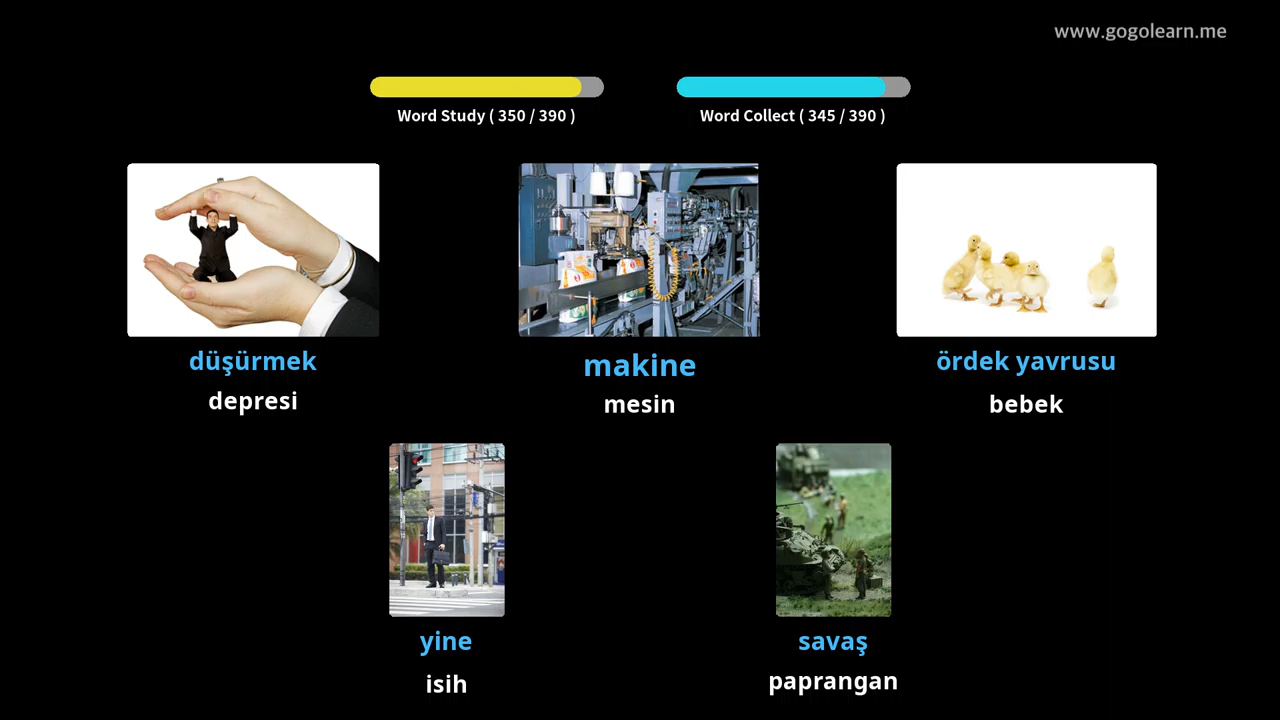 www.gogolearn.me
Word Study ( 350 / 390 )
Word Collect ( 345 / 390 )
düşürmek
depresi
makine
mesin
ördek yavrusu
bebek
yine
isih
savaş
paprangan